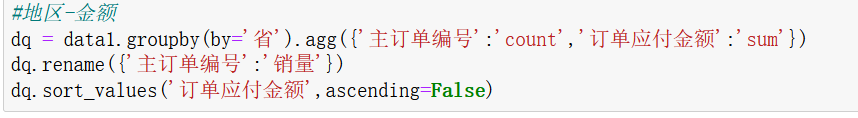 #地区-金额
dq = data1.groupby(by='省').agg({'主订单编号':'count','订单应付金额':'sum'})
dq.rename({'主订单编号':'销量'})
dq.sort_values('订单应付金额',ascending=False)